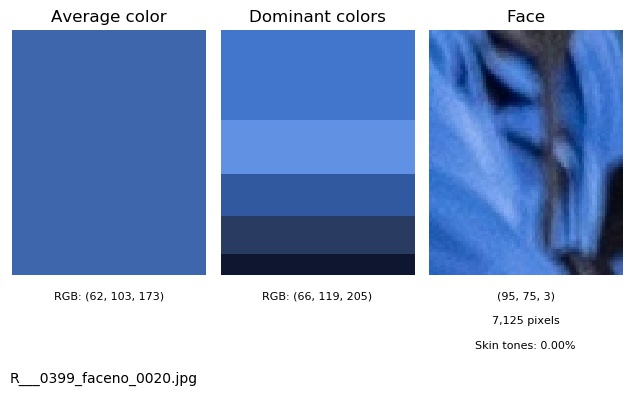 Average color
Dominant colors
Face
RGB: (62, 103, 173)
RGB: (66, 119, 205)
(95, 75, 3)
7,125 pixels
Skin tones: 0.00%
R___0399_faceno_0020.jpg